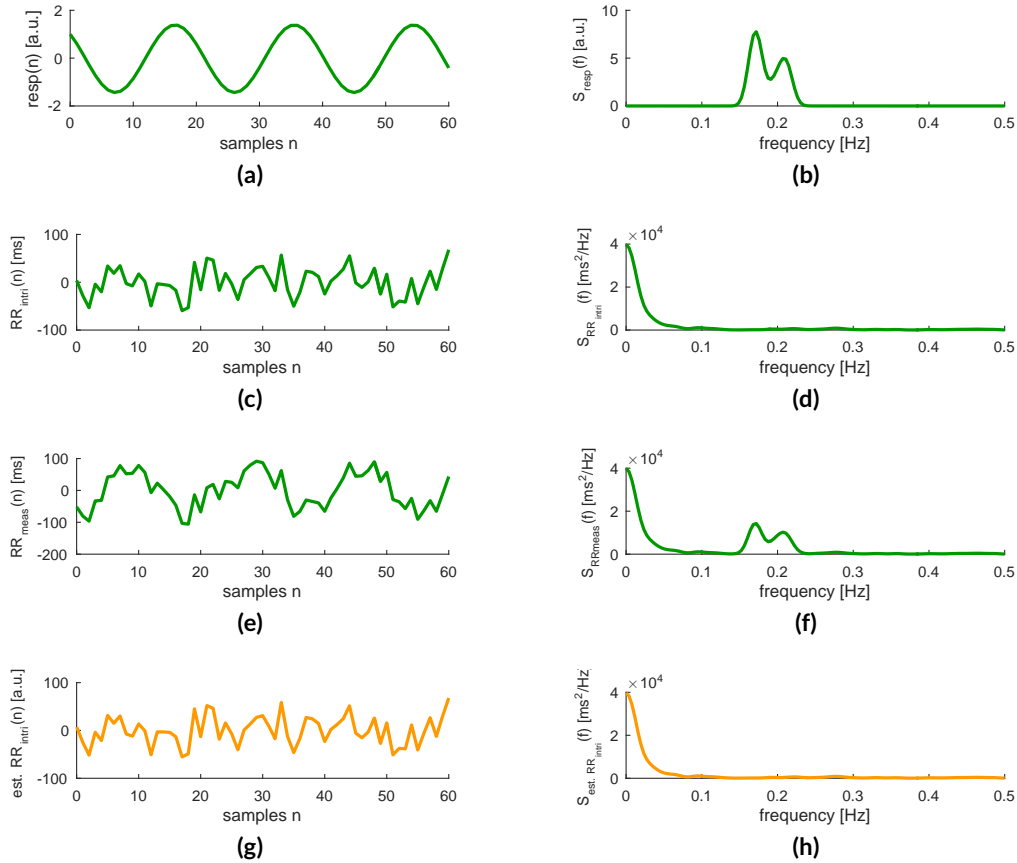 resp(n) [a.u.]
2
0
-2
0 10 20 30 40 50 60
samples n
(a)
S_resp(f) [a.u.]
10
5
0
0 0.1 0.2 0.3 0.4 0.5
frequency [Hz]
(b)
RR_intri(n) [ms]
100
0
-100
0 10 20 30 40 50 60
samples n
(c)
S_RR_intri(f) [ms²/Hz]
× 10⁴
4
2
0
0 0.1 0.2 0.3 0.4 0.5
frequency [Hz]
(d)
RR_meas(n) [ms]
100
0
-100
-200
0 10 20 30 40 50 60
samples n
(e)
S_RRmeas(f) [ms²/Hz]
× 10⁴
4
2
0
0 0.1 0.2 0.3 0.4 0.5
frequency [Hz]
(f)
est. RR_intri(n) [a.u.]
100
0
-100
0 10 20 30 40 50 60
samples n
(g)
S_est. RR_intri(f) [ms²/Hz]
× 10⁴
4
2
0
0 0.1 0.2 0.3 0.4 0.5
frequency [Hz]
(h)